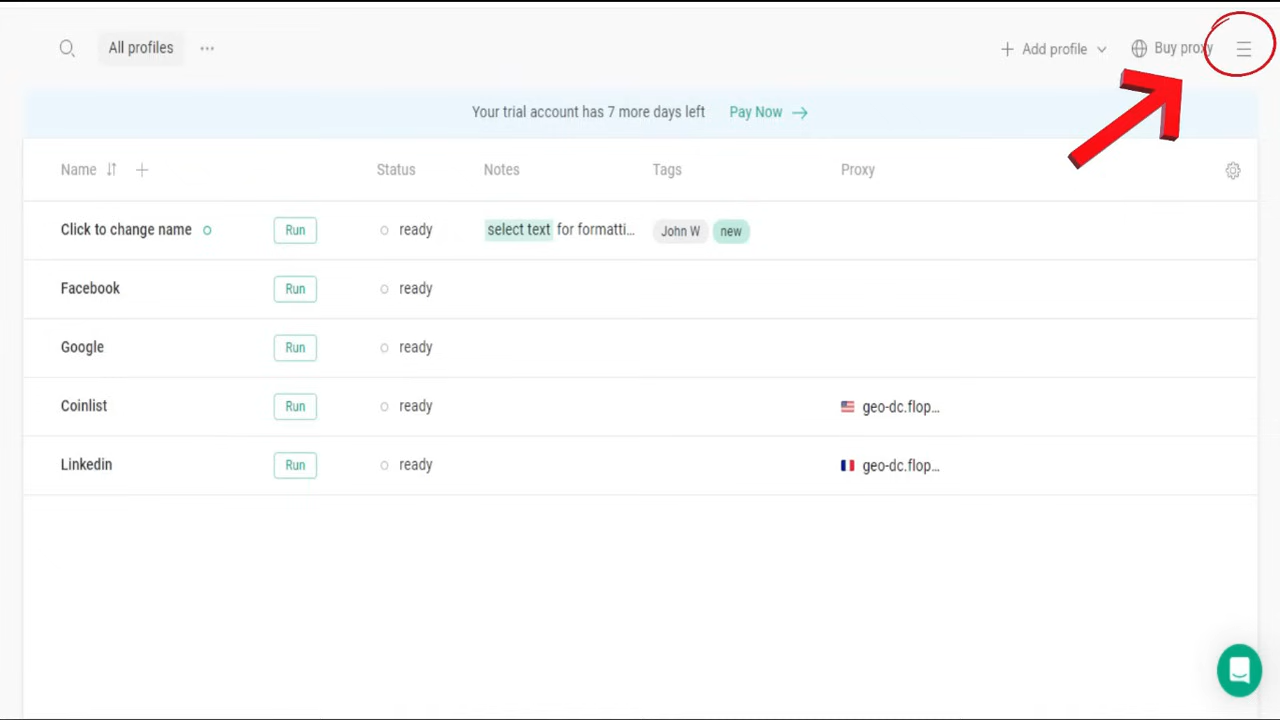 All profiles ··· Add profile Buy proxy
Your trial account has 7 more days left Pay Now →
Name Status Notes Tags Proxy
Click to change name Run ready select text for formatti... John W new
Facebook Run ready
Google Run ready
Coinlist Run ready geo-dc.flop...
Linkedin Run ready geo-dc.flop...